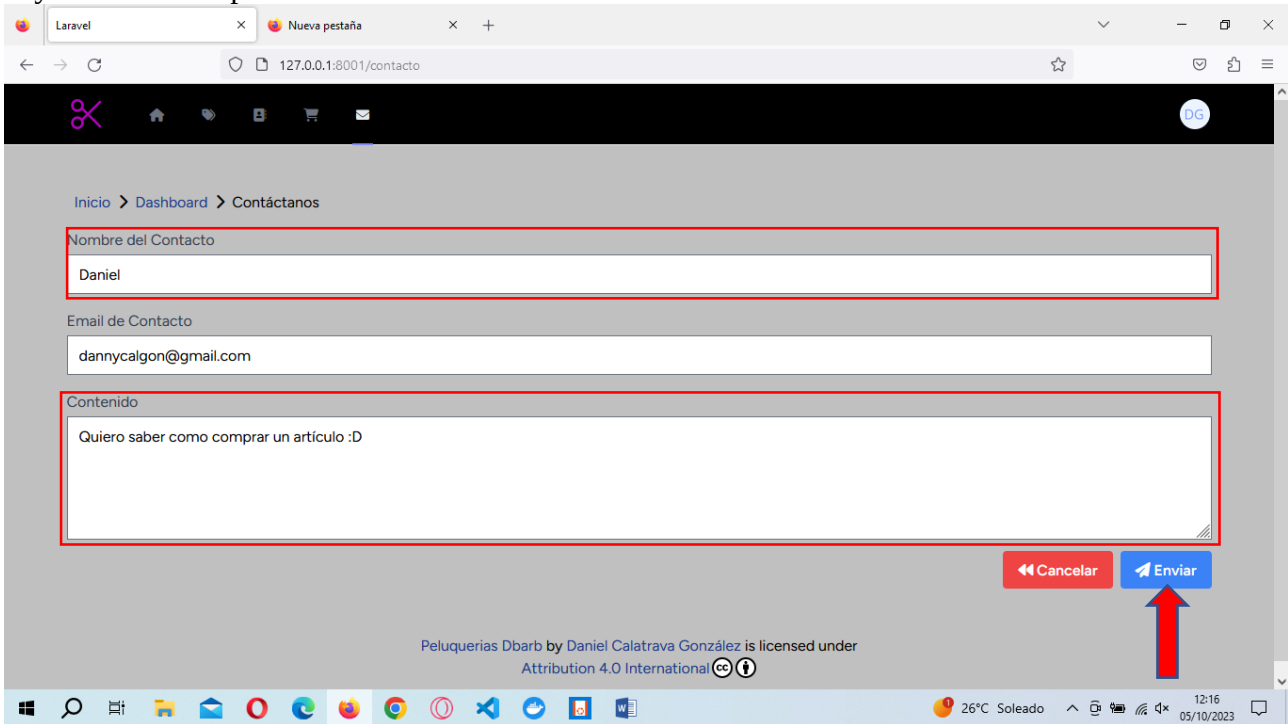 Laravel
Nueva pestaña
127.0.0.1:8001/contacto
DG
Inicio Dashboard Contáctanos
Nombre del Contacto
Daniel
Email de Contacto
dannycalgon@gmail.com
Contenido
Quiero saber como comprar un artículo :D
Cancelar Enviar
Peluquerias Dbarb by Daniel Calatrava González is licensed under
Attribution 4.0 International
26°C Soleado
12:16
05/10/2023